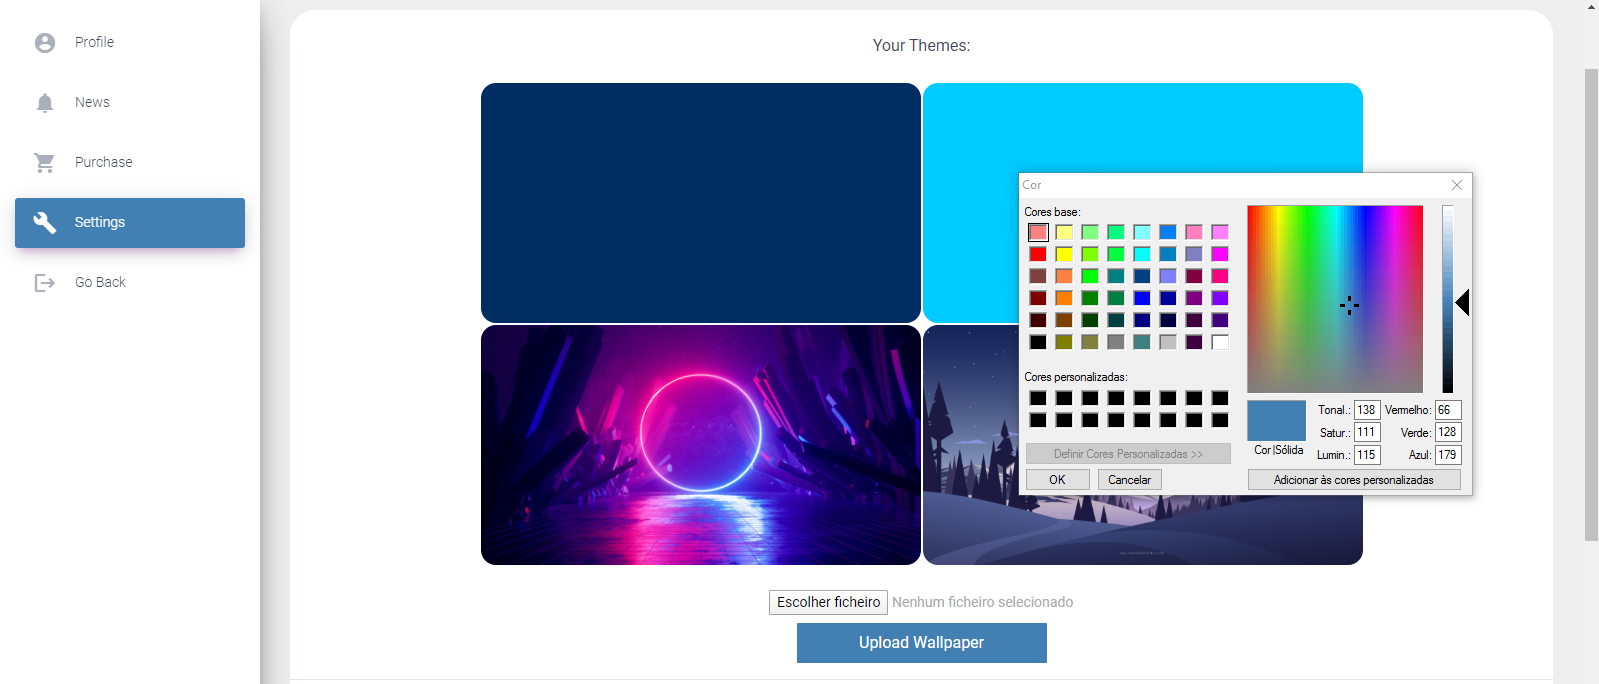 Profile
News
Purchase
Settings
Go Back
Your Themes:
Cor
Cores base:
Cores personalizadas:
Definir Cores Personalizadas >>
OK
Cancelar
Cor|Sólida
Tonal.: 138 Vermelho: 66
Satur.: 111 Verde: 128
Lumin.: 115 Azul: 179
Adicionar às cores personalizadas
Escolher ficheiro Nenhum ficheiro selecionado
Upload Wallpaper